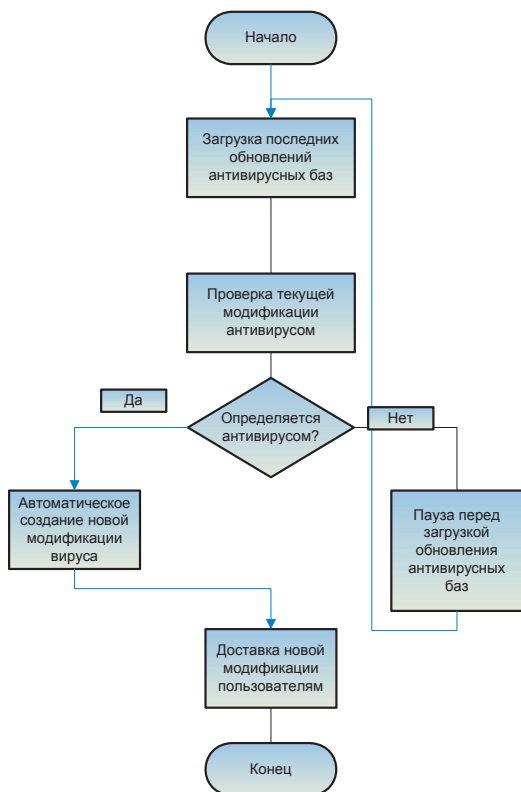 Начало
Загрузка последних
обновлений
антивирусных баз
Проверка текущей
модификации
антивирусом
Да
Определяется
антивирусом?
Нет
Автоматическое
создание новой
модификации
вируса
Пауза перед
загрузкой
обновления
антивирусных
баз
Доставка новой
модификации
пользователям
Конец